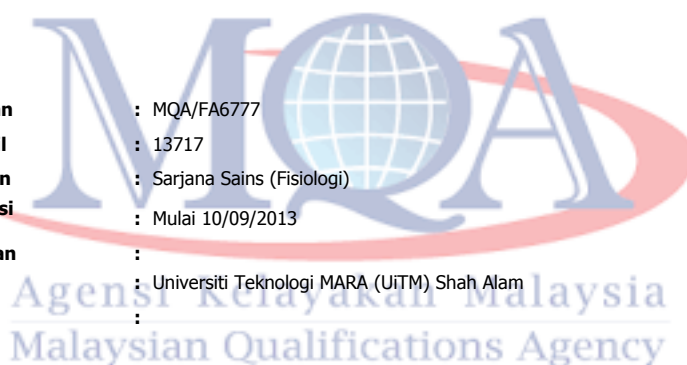 MQA
an : MQA/FA6777
l : 13717
n : Sarjana Sains (Fisiologi)
si : Mulai 10/09/2013
an :
: Universiti Teknologi MARA (UiTM) Shah Alam
:
Agensi Kelayakan Malaysia
Malaysian Qualifications Agency